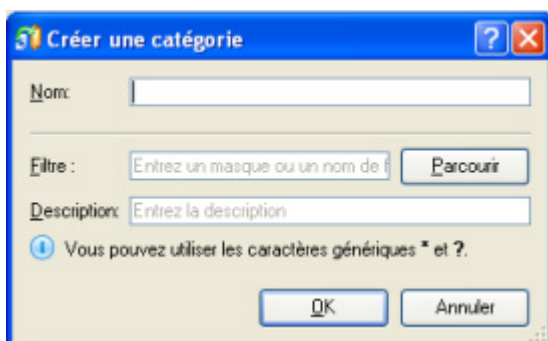 Créer une catégorie
Nom:
Filtre : Entrez un masque ou un nom de f Parcourir
Description: Entrez la description
Vous pouvez utiliser les caractères génériques * et ?.
OK Annuler